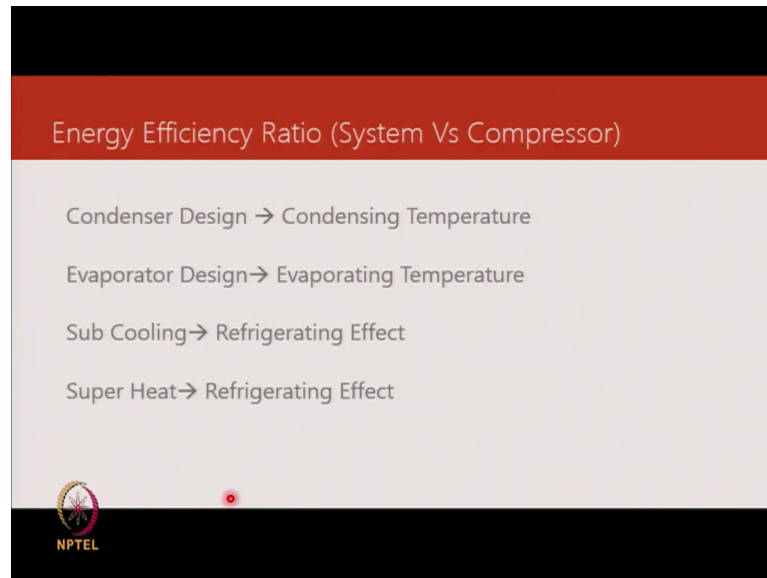 Energy Efficiency Ratio (System Vs Compressor)
Condenser Design → Condensing Temperature
Evaporator Design→ Evaporating Temperature
Sub Cooling→ Refrigerating Effect
Super Heat→ Refrigerating Effect
NPTEL